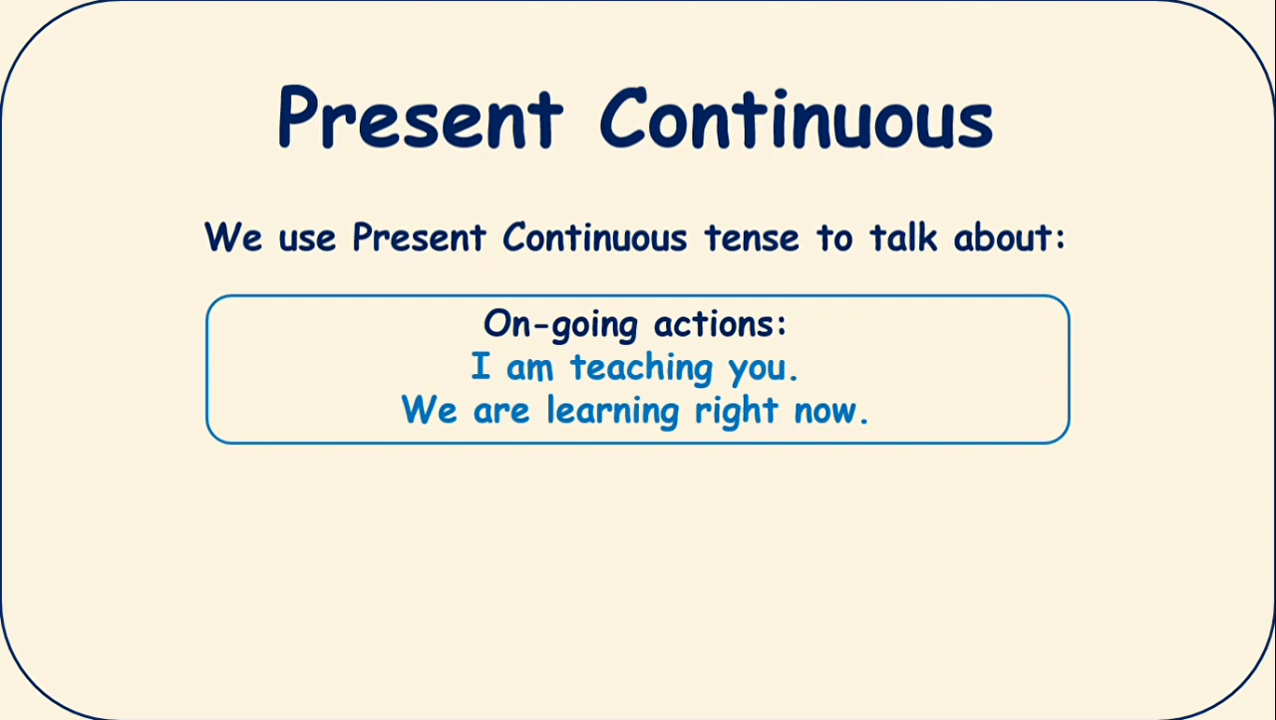 Present Continuous
We use Present Continuous tense to talk about:
On-going actions:
I am teaching you.
We are learning right now.